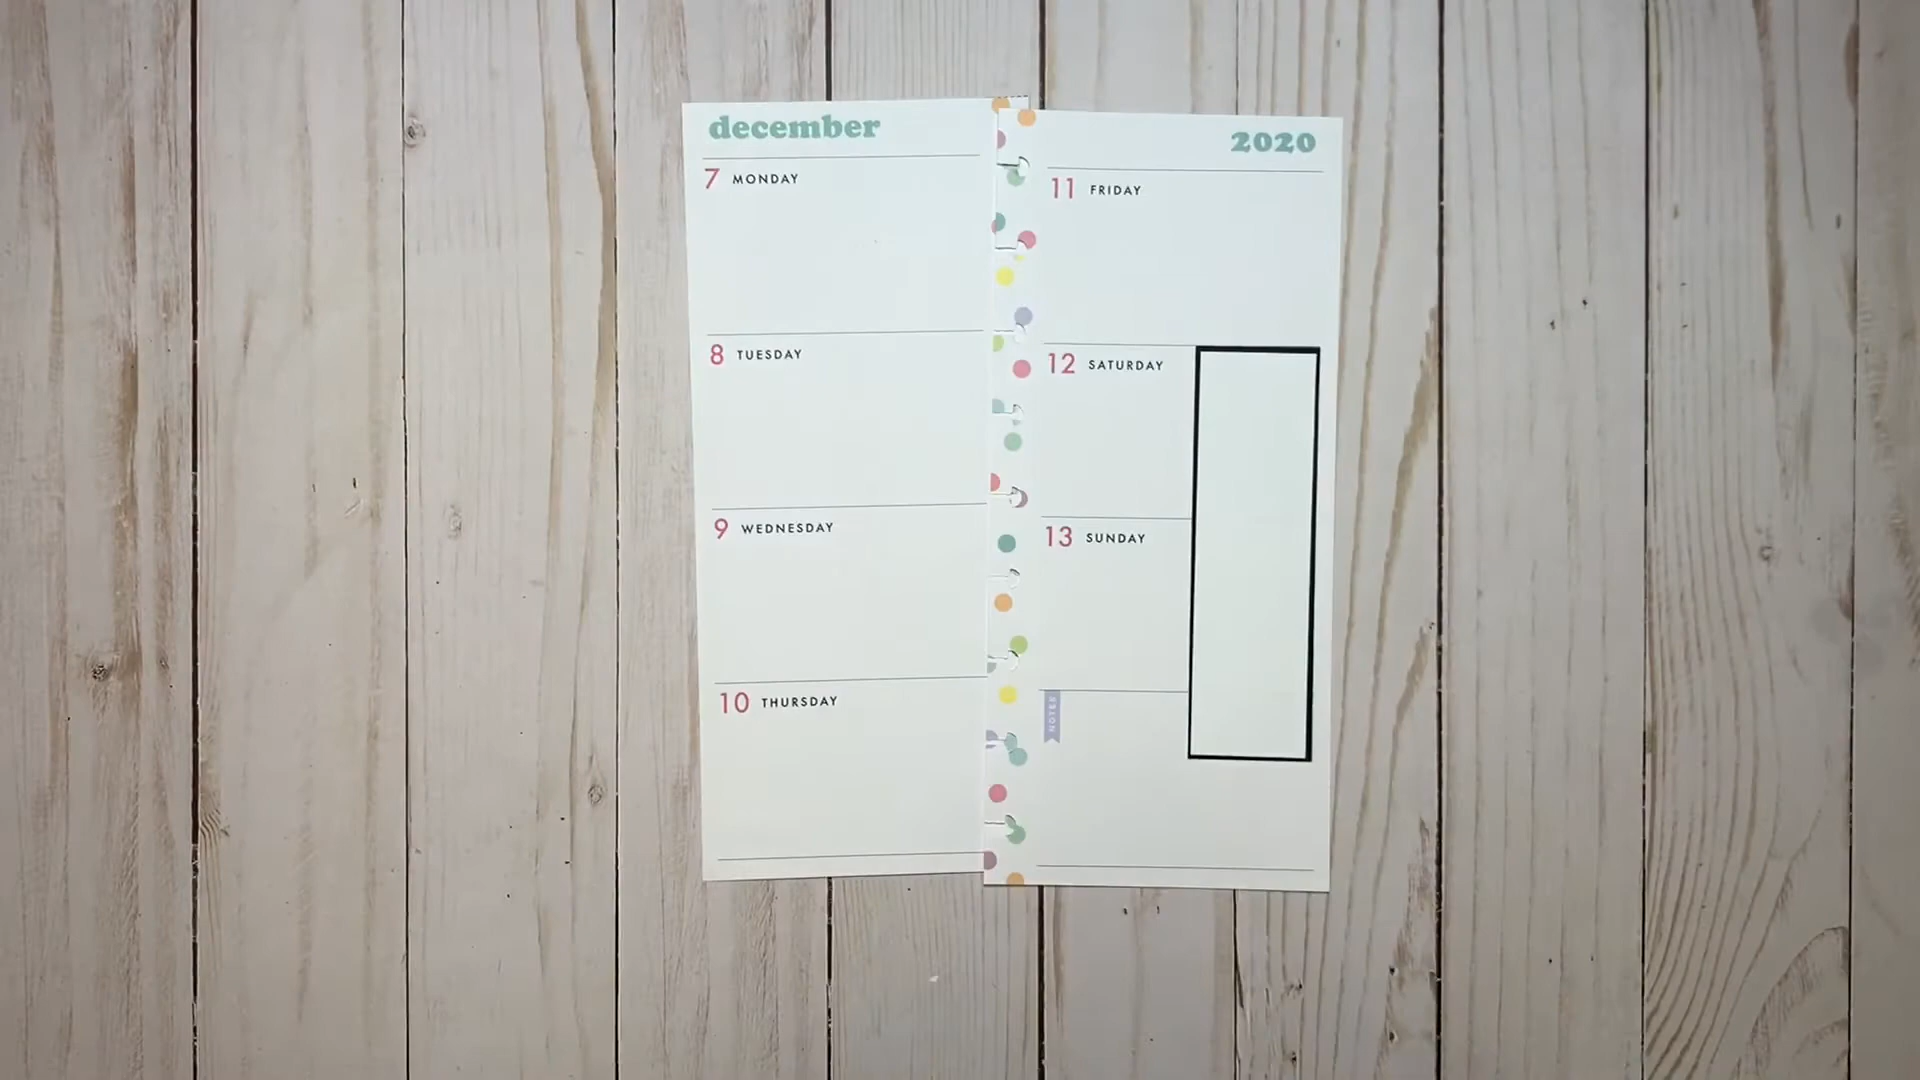 december
7 MONDAY
8 TUESDAY
9 WEDNESDAY
10 THURSDAY
2020
11 FRIDAY
12 SATURDAY
13 SUNDAY
NOTES